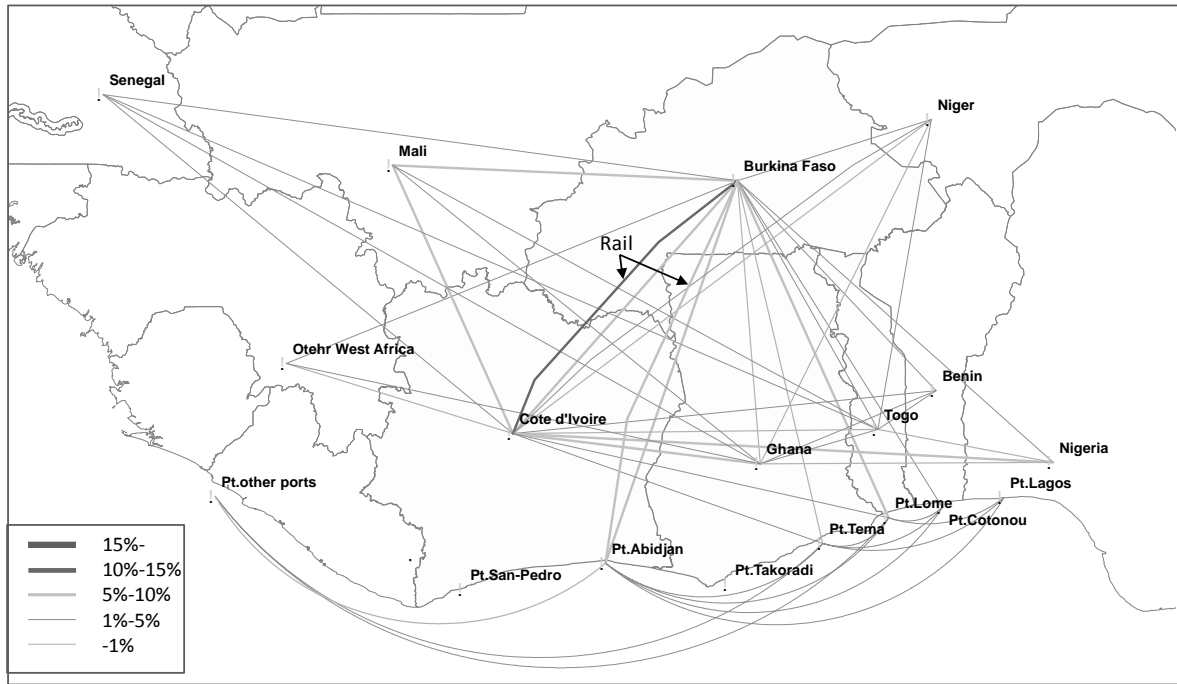 Senegal
Niger
Mali
Burkina Faso
Rail
Otehr West Africa
Benin
Cote d'Ivoire
Togo
Ghana
Nigeria
Pt.other ports
Pt.Lagos
Pt.Lome
Pt.Cotonou
Pt.Tema
Pt.Abidjan
Pt.San-Pedro
Pt.Takoradi
15%-
10%-15%
5%-10%
1%-5%
-1%